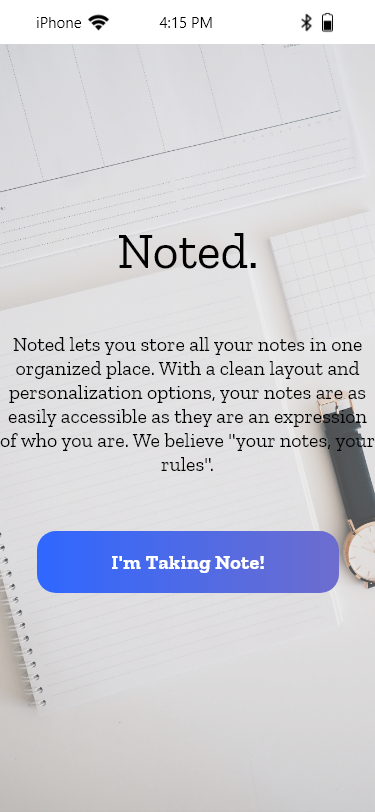 iPhone 4:15 PM
Noted.
Noted lets you store all your notes in one
organized place. With a clean layout and
personalization options, your notes are as
easily accessible as they are an expression
of who you are. We believe "your notes, your
rules".
I'm Taking Note!